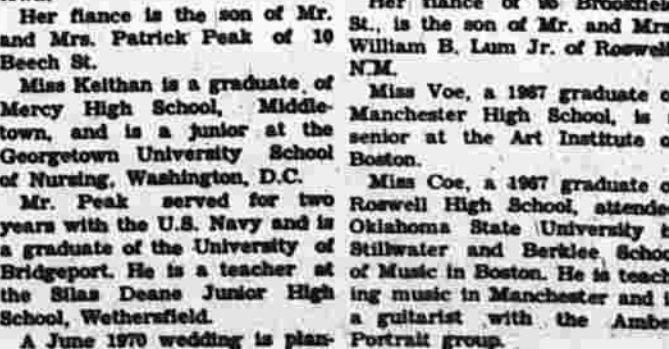 Her fiance is the son of Mr.
and Mrs. Patrick Peak of 10
Beech St.
Miss Keithan is a graduate of
Mercy High School, Middle-
town, and is a junior at the
Georgetown University School
of Nursing, Washington, D.C.
Mr. Peak served for two
years with the U.S. Navy and is
a graduate of the University of
Bridgeport. He is a teacher at
the Silas Deane Junior High
School, Wethersfield.
A June 1970 wedding is plan-
Her fiance of 95 Brookfiel
St., is the son of Mr. and Mrs
William B. Lum Jr. of Roswell
N.M.
Miss Voe, a 1967 graduate o
Manchester High School, is
senior at the Art Institute o
Boston.
Miss Coe, a 1967 graduate o
Roswell High School, attende
Oklahoma State University
Stillwater and Berklee Schoo
of Music in Boston. He is teach
ing music in Manchester and
a guitarist with the Ambe
Portrait group.